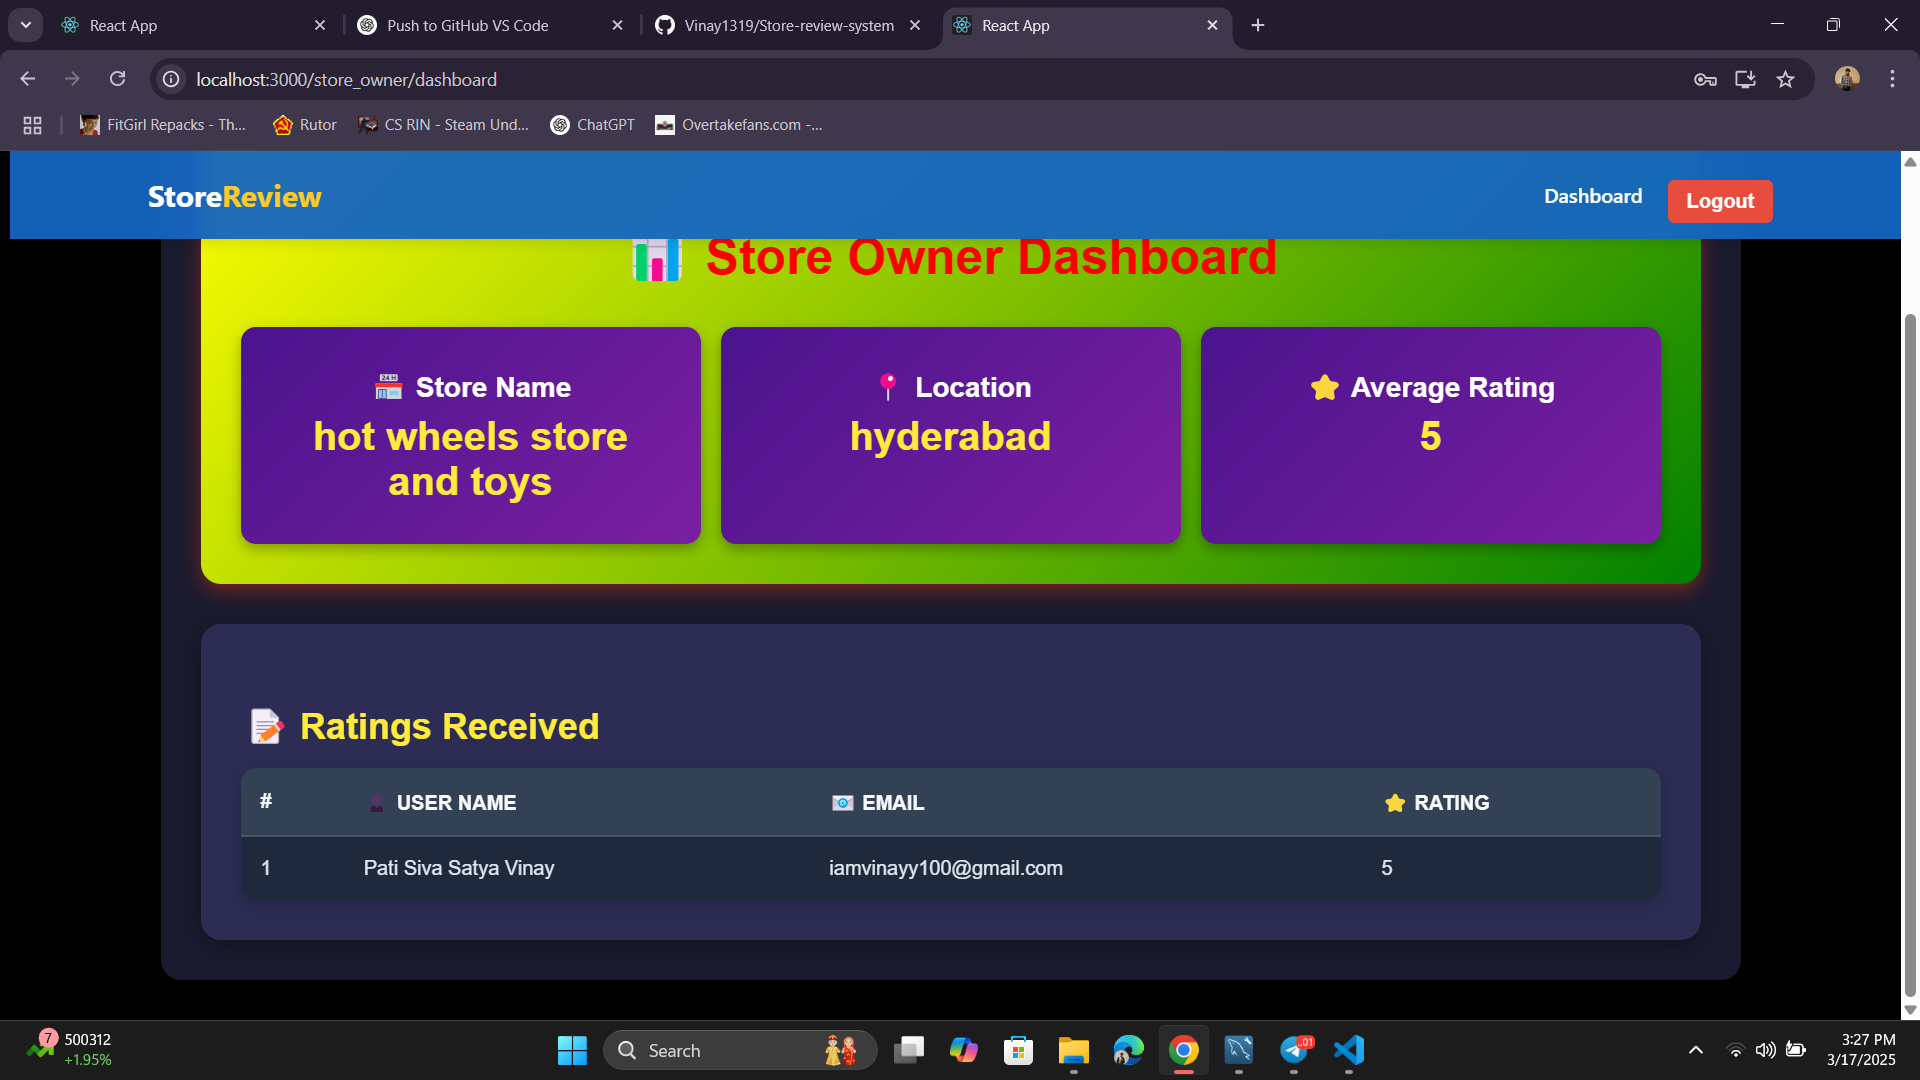 React App
Push to GitHub VS Code
Vinay1319/Store-review-system
React App
localhost:3000/store_owner/dashboard
FitGirl Repacks - Th...
Rutor
CS RIN - Steam Und...
ChatGPT
Overtakefans.com -...
StoreReview
Dashboard
Logout
Store Owner Dashboard
Store Name
hot wheels store
and toys
Location
hyderabad
Average Rating
5
Ratings Received
# USER NAME EMAIL RATING
1 Pati Siva Satya Vinay iamvinayy100@gmail.com 5
7
500312
+1.95%
Search
..01
3:27 PM
3/17/2025